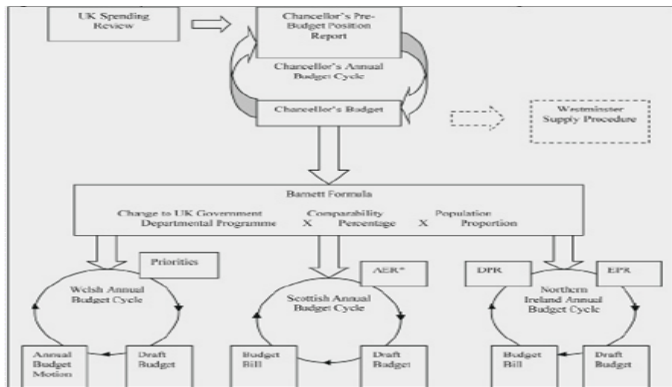 UK Spending
Review
Chancellor's Pre-
Budget Position
Report
Chancellor's Annual
Budget Cycle
Chancellor's Budget
Westminster
Supply Procedure
Barnett Formula
Change to UK Government Comparability Population
Departmental Programme X Percentage X Proportion
Priorities
AER*
DPR
EPR
Welsh Annual
Budget Cycle
Scottish Annual
Budget Cycle
Northern
Ireland Annual
Budget Cycle
Annual
Budget
Motion
Draft
Budget
Budget
Bill
Draft
Budget
Budget
Bill
Draft
Budget